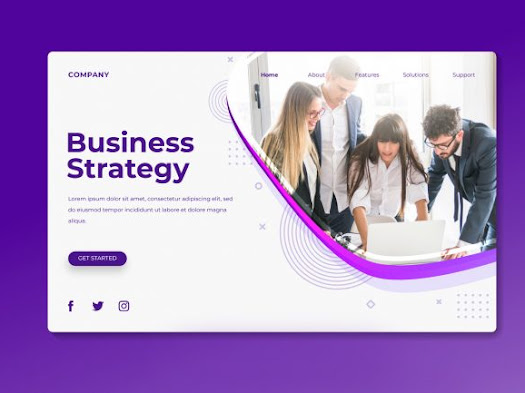 COMPANY
Home About Features Solutions Support
Business
Strategy
Lorem ipsum dolor sit amet, consectetur adipiscing elit, sed
do eiusmod tempor incididunt ut labore et dolore magna
aliqua.
GET STARTED